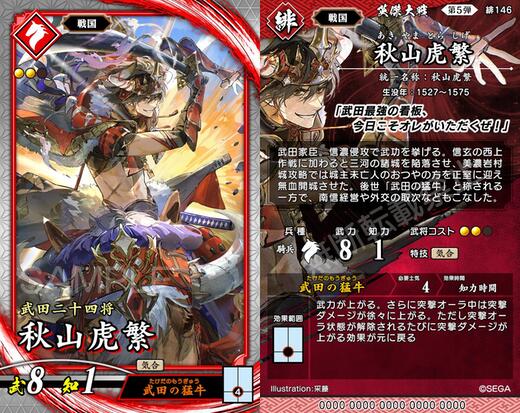 戦国
SAMPLE
武田二十四将
秋山虎繁
気合
武8 知1
たけだのもうぎゅう
武田の猛牛
4
緋
戦国
英傑大戦
第5弾
緋146
あきやまとらしげ
秋山虎繁
統一名称：秋山虎繁
生没年：1527～1575
「武田最強の看板、
今日こそオレがいただくぜ！」
武田家臣。信濃侵攻で武功を挙げる。信玄の西上
作戦に加わると三河の諸城を陥落させ、美濃岩村
城攻略では城主未亡人のおつやの方を正室に迎え
無血開城させた。後世「武田の猛牛」と称される
一方で、南信経営や外交の取次などもこなした。
兵種 武力 知力 武将コスト
騎兵 8 1 特技 気合
たけだのもうぎゅう 必要士気 効果時間
武田の猛牛 4 知力時間
効果範囲
武力が上がる。さらに突撃オーラ中は突撃
ダメージが徐々に上がる。ただし突撃オー
ラ状態が解除されるたびに突撃ダメージが
上がる効果が元に戻る
Illustration:采藤
©SEGA
0000-0000-0000-0000-0000